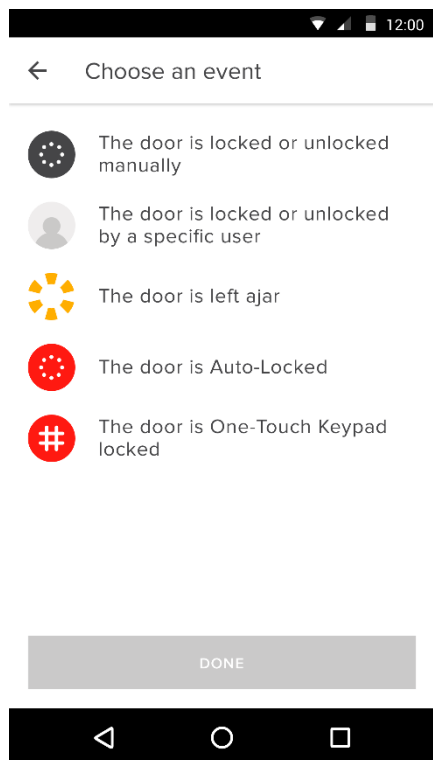 12:00
Choose an event
The door is locked or unlocked
manually
The door is locked or unlocked
by a specific user
The door is left ajar
The door is Auto-Locked
The door is One-Touch Keypad
locked
DONE